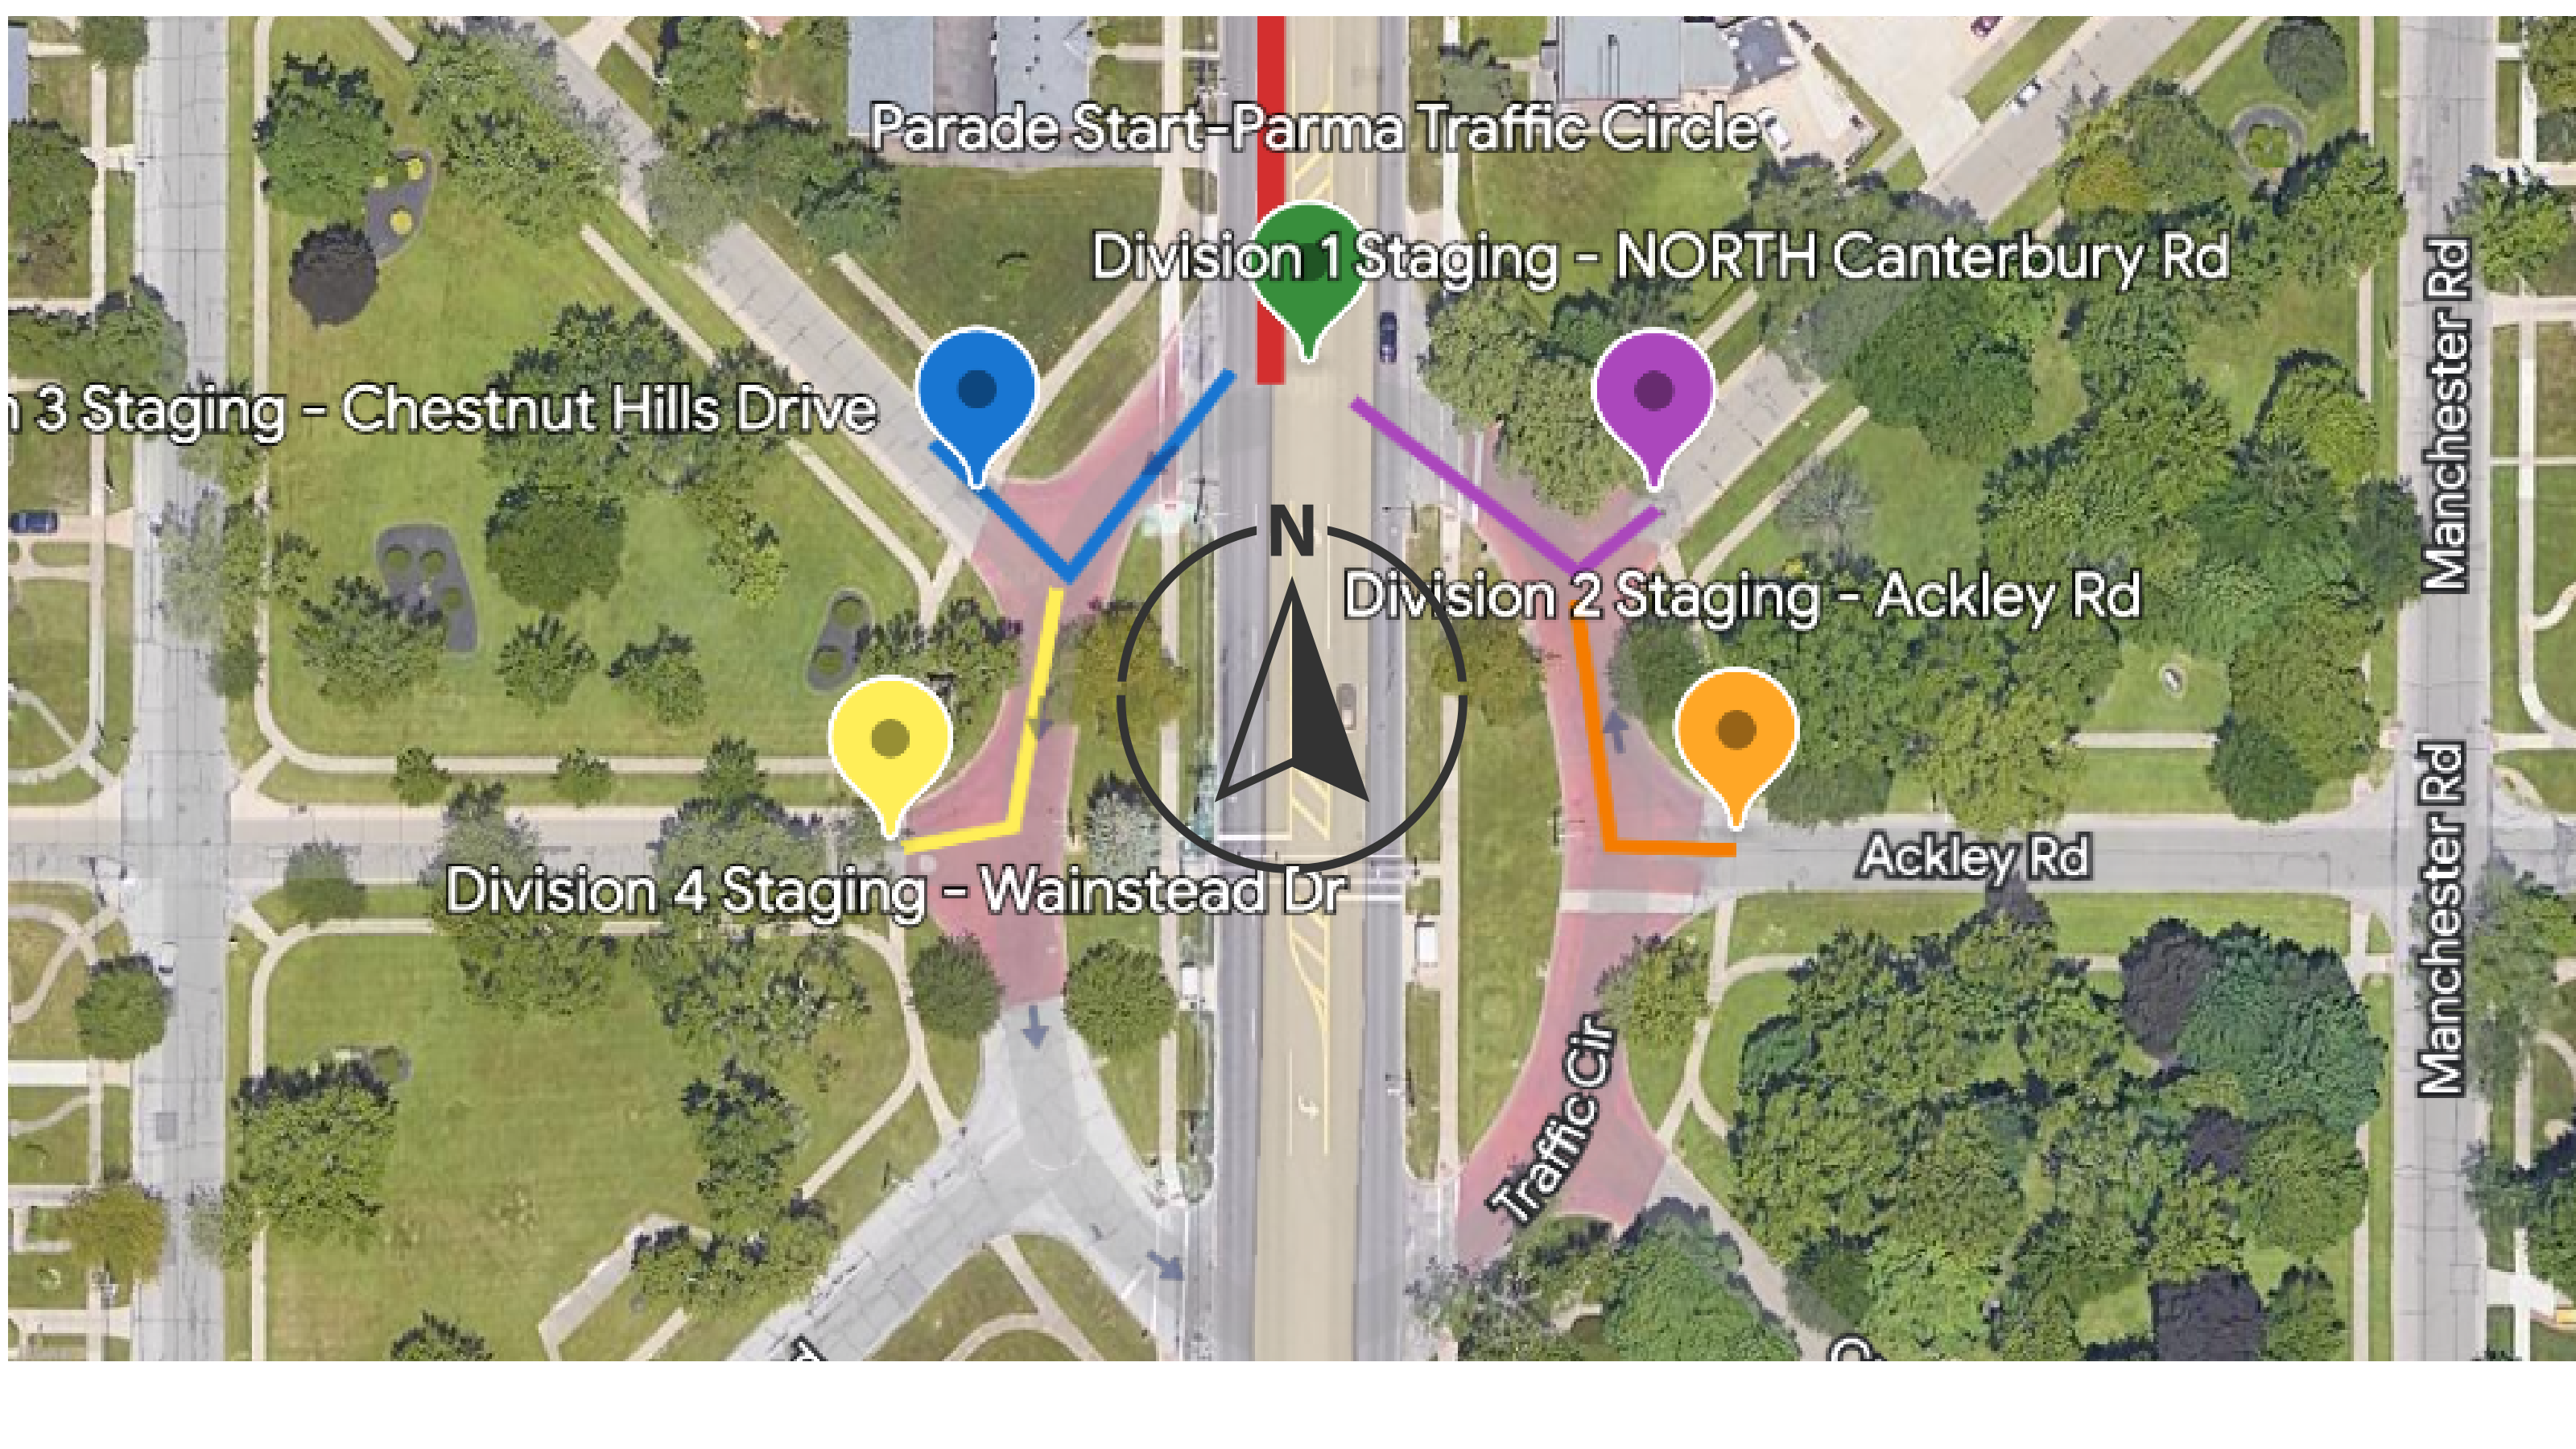 Parade Start-Parma Traffic Circle
Division 1 Staging - NORTH Canterbury Rd
3 Staging - Chestnut Hills Drive
Manchester Rd
N
Division 2 Staging - Ackley Rd
Ackley Rd
Division 4 Staging - Wainstead Dr
Manchester Rd
Traffic Cir